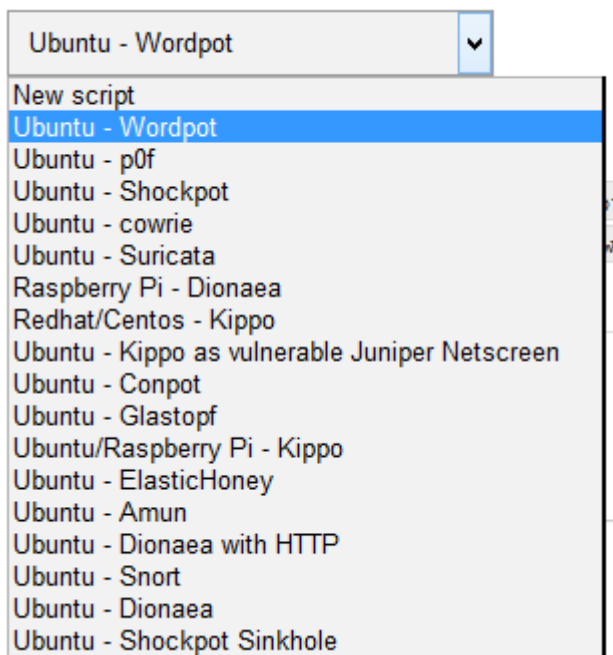 Ubuntu - Wordpot
New script
Ubuntu - Wordpot
Ubuntu - p0f
Ubuntu - Shockpot
Ubuntu - cowrie
Ubuntu - Suricata
Raspberry Pi - Dionaea
Redhat/Centos - Kippo
Ubuntu - Kippo as vulnerable Juniper Netscreen
Ubuntu - Conpot
Ubuntu - Glastopf
Ubuntu/Raspberry Pi - Kippo
Ubuntu - ElasticHoney
Ubuntu - Amun
Ubuntu - Dionaea with HTTP
Ubuntu - Snort
Ubuntu - Dionaea
Ubuntu - Shockpot Sinkhole